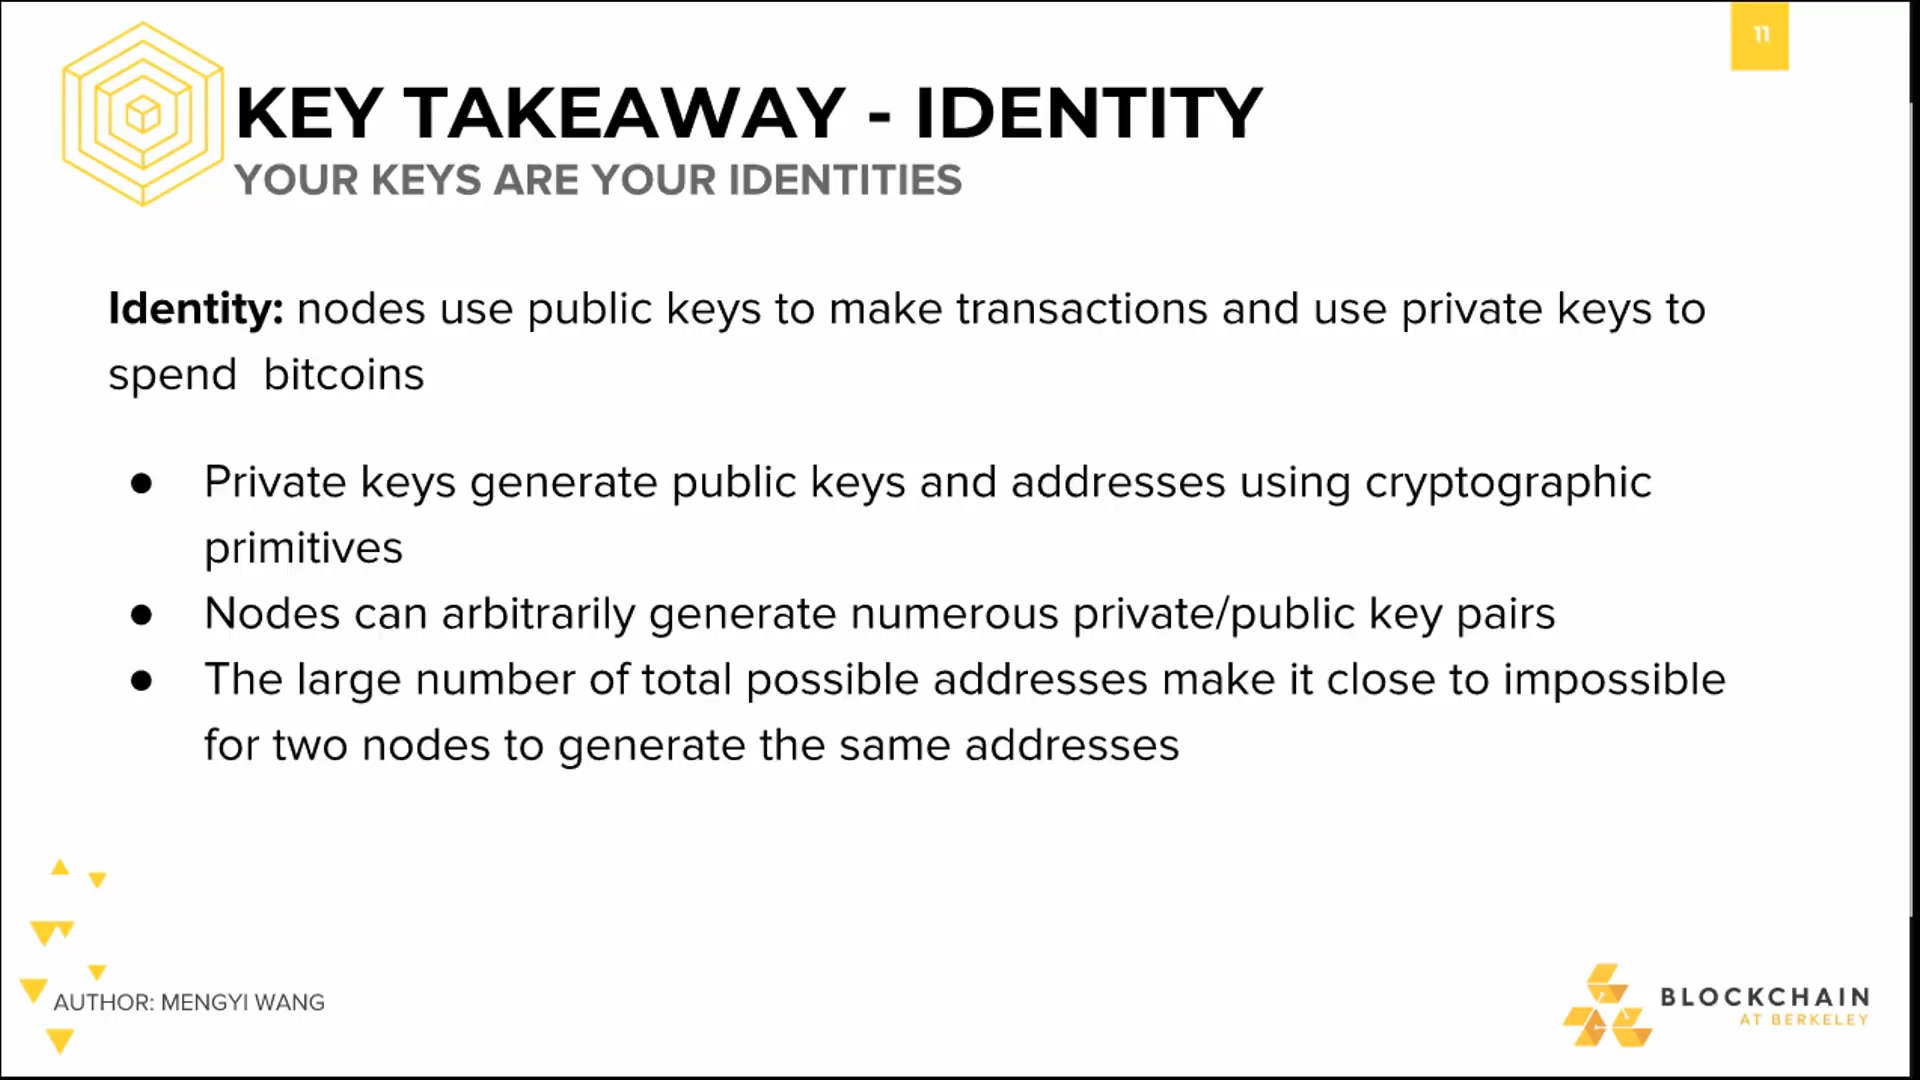 11
KEY TAKEAWAY - IDENTITY
YOUR KEYS ARE YOUR IDENTITIES
Identity: nodes use public keys to make transactions and use private keys to
spend  bitcoins
● Private keys generate public keys and addresses using cryptographic
primitives
● Nodes can arbitrarily generate numerous private/public key pairs
● The large number of total possible addresses make it close to impossible
for two nodes to generate the same addresses
AUTHOR: MENGYI WANG
BLOCKCHAIN
AT BERKELEY